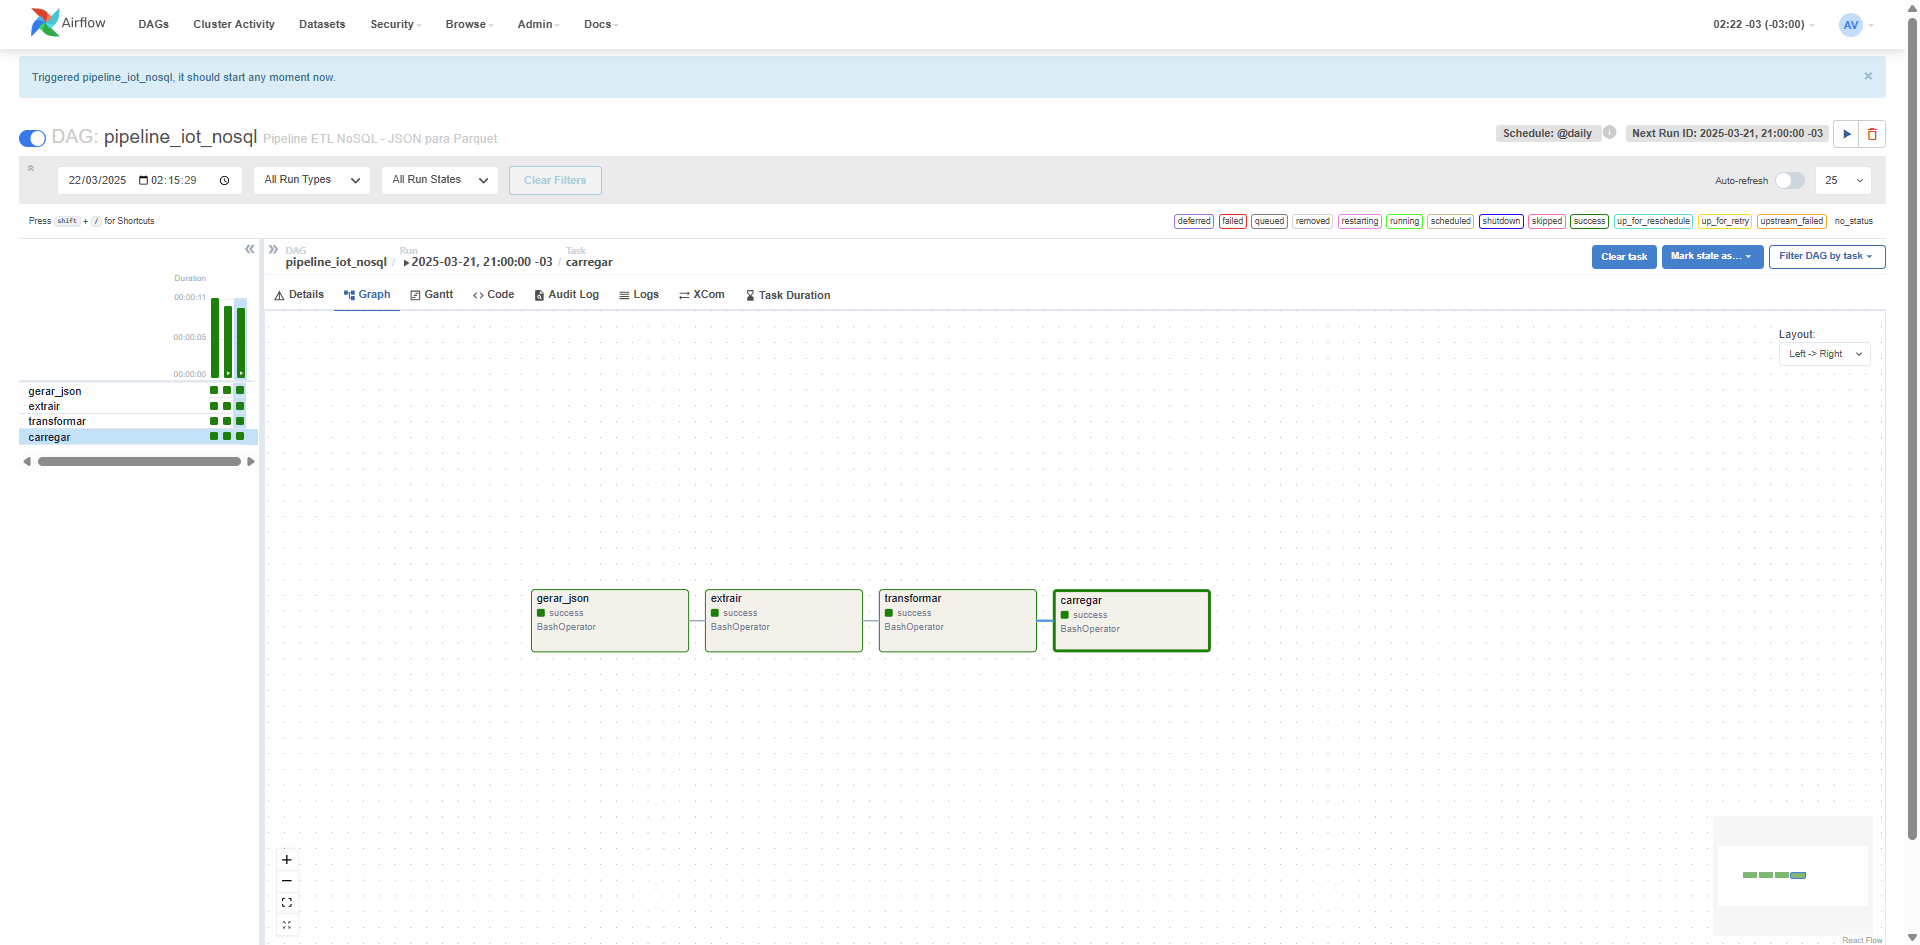 Airflow
DAGs
Cluster Activity
Datasets
Security
Browse
Admin
Docs
02:22 -03 (-03:00)
AV
Triggered pipeline_iot_nosql, it should start any moment now.
×
DAG: pipeline_iot_nosql Pipeline ETL NoSQL - JSON para Parquet
Schedule: @daily
i
Next Run ID: 2025-03-21, 21:00:00 -03
22/03/2025 02:15:29
All Run Types
All Run States
Clear Filters
Auto-refresh
25
Press shift + / for Shortcuts
deferred
failed
queued
removed
restarting
running
scheduled
shutdown
skipped
success
up_for_reschedule
up_for_retry
upstream_failed
no_status
Duration
00:00:11
00:00:05
00:00:00
gerar_json
extrair
transformar
carregar
DAG
pipeline_iot_nosql
/
Run
2025-03-21, 21:00:00 -03
/
Task
carregar
Clear task
Mark state as...
Filter DAG by task
Details
Graph
Gantt
Code
Audit Log
Logs
XCom
Task Duration
Layout:
Left -> Right
gerar_json
success
BashOperator
extrair
success
BashOperator
transformar
success
BashOperator
carregar
success
BashOperator
React Flow